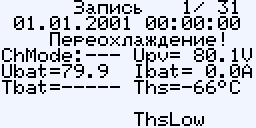 Запись 1/ 31
01.01.2001 00:00:00
Переохлаждение!
ChMode:--- Upv= 80.1V
Ubat=79.9 Ibat= 0.0A
Tbat=----- Ths=-66°C
ThsLow